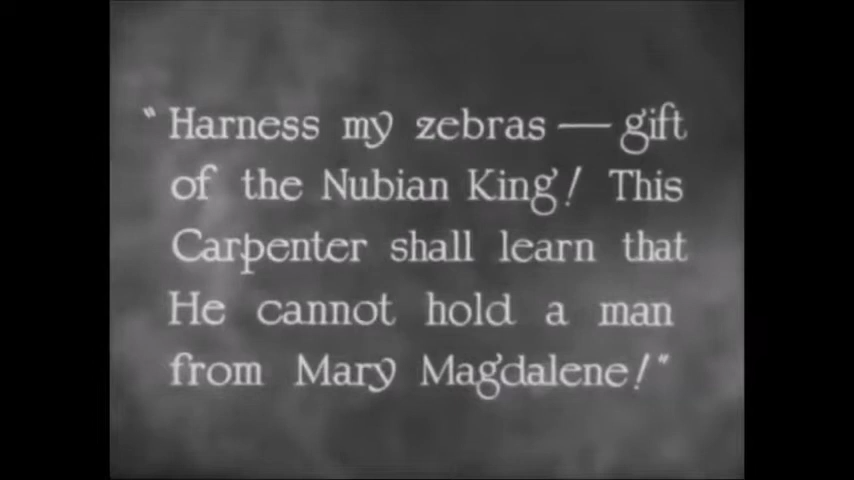 "Harness my zebras — gift
of the Nubian King! This
Carpenter shall learn that
He cannot hold a man
from Mary Magdalene!"